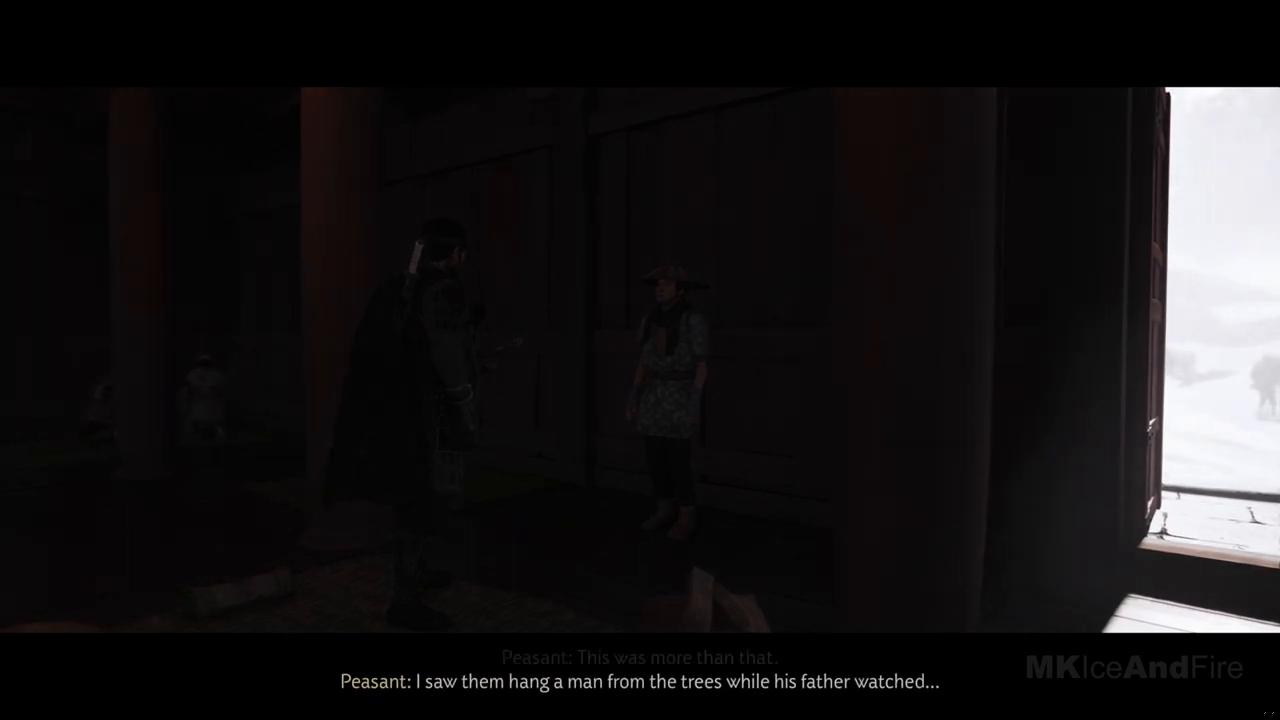 Peasant: This was more than that.
Peasant: I saw them hang a man from the trees while his father watched...
MKIceAndFire